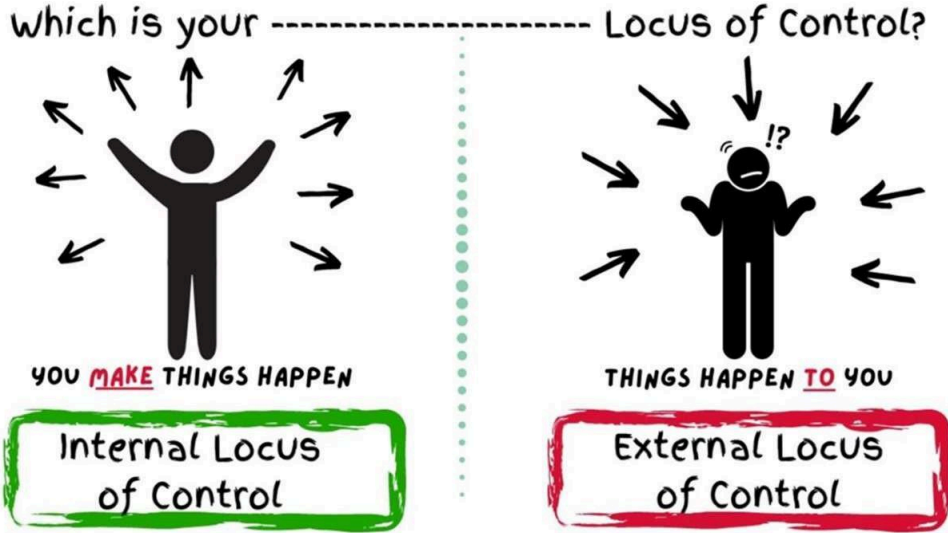 Which is your ---------------------- Locus of Control?
!?
YOU MAKE THINGS HAPPEN
Internal Locus
of Control
THINGS HAPPEN TO YOU
External Locus
of Control